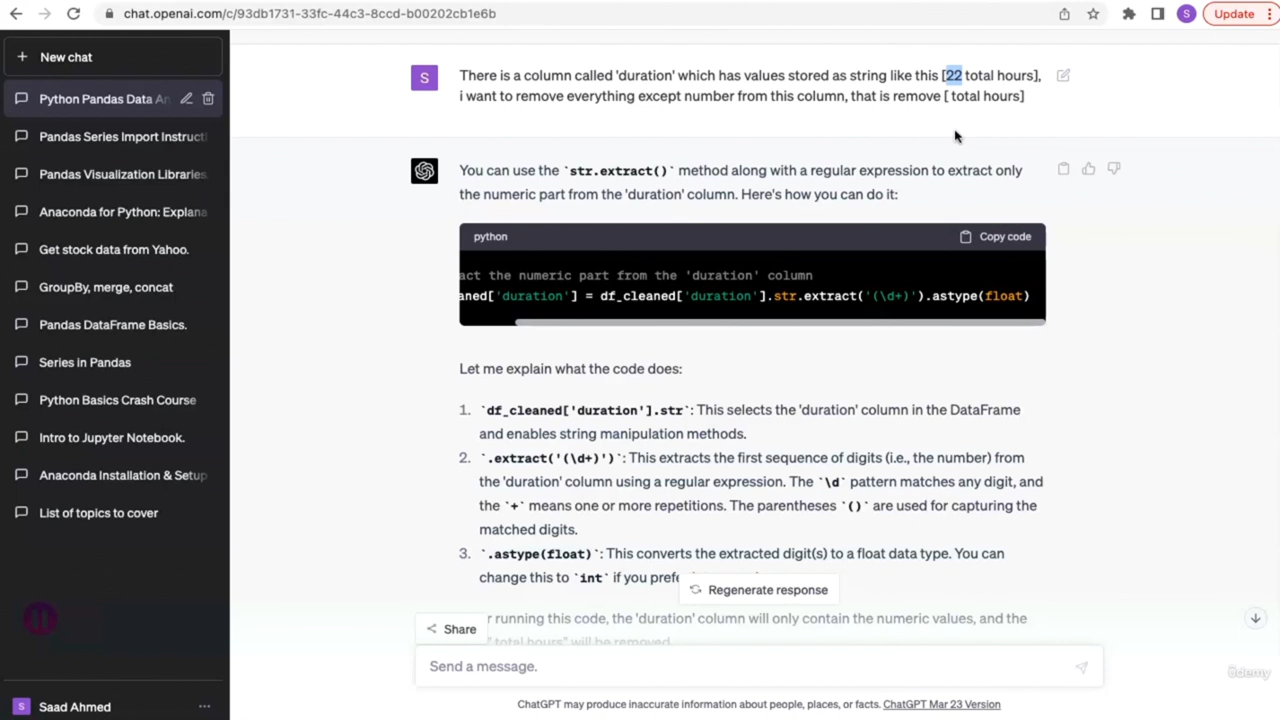 chat.openai.com/c/93db1731-33fc-44c3-8ccd-b00202cb1e6b
Update
New chat
Python Pandas Data An
Pandas Series Import Instruct
Pandas Visualization Libraries
Anaconda for Python: Explana
Get stock data from Yahoo.
GroupBy, merge, concat
Pandas DataFrame Basics.
Series in Pandas
Python Basics Crash Course
Intro to Jupyter Notebook.
Anaconda Installation & Setup
List of topics to cover
Saad Ahmed
S
There is a column called 'duration' which has values stored as string like this [22 total hours],
i want to remove everything except number from this column, that is remove [ total hours]
You can use the `str.extract()` method along with a regular expression to extract only
the numeric part from the 'duration' column. Here's how you can do it:
python
Copy code
act the numeric part from the 'duration' column
aned['duration'] = df_cleaned['duration'].str.extract('(\d+)').astype(float)
Let me explain what the code does:
1. `df_cleaned['duration'].str`: This selects the 'duration' column in the DataFrame
and enables string manipulation methods.
2. `.extract('(\d+)')`: This extracts the first sequence of digits (i.e., the number) from
the 'duration' column using a regular expression. The `\d` pattern matches any digit, and
the `+` means one or more repetitions. The parentheses `()` are used for capturing the
matched digits.
3. `.astype(float)`: This converts the extracted digit(s) to a float data type. You can
change this to `int` if you prefe
Regenerate response
r running this code, the 'duration' column will only contain the numeric values, and the
" total hours" will be removed.
Share
Send a message.
ChatGPT may produce inaccurate information about people, places, or facts. ChatGPT Mar 23 Version
S
S
ûdemy